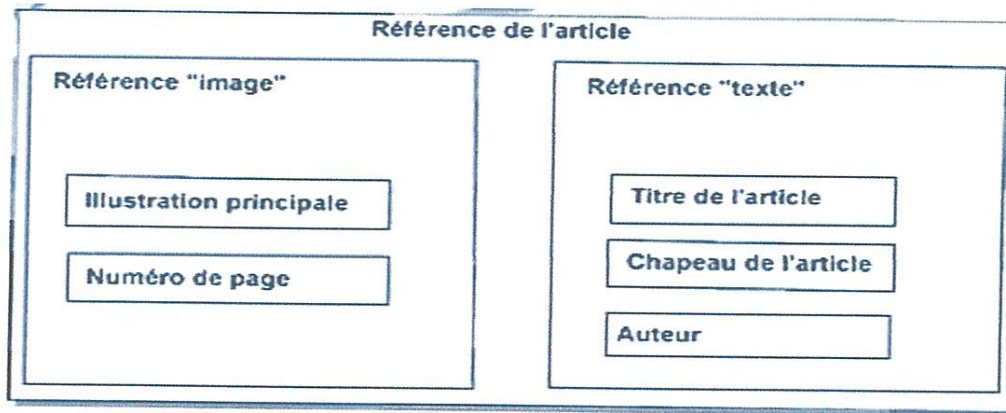 Référence de l'article
Référence "image"
Illustration principale
Numéro de page
Référence "texte"
Titre de l'article
Chapeau de l'article
Auteur